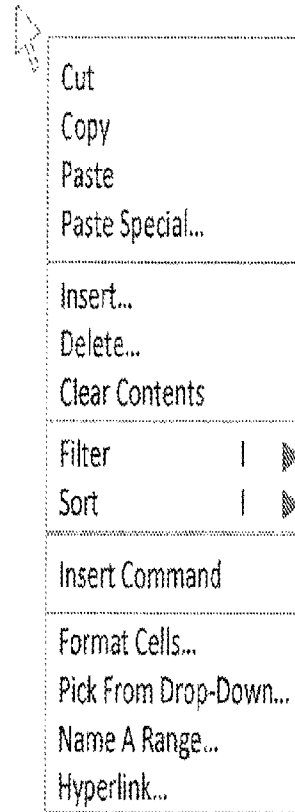 Cut
Copy
Paste
Paste Special...
Insert...
Delete...
Clear Contents
Filter
Sort
Insert Command
Format Cells...
Pick From Drop-Down...
Name A Range...
Hyperlink...